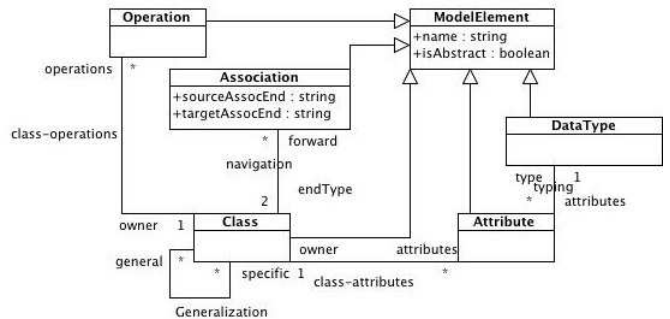 Operation
ModelElement
+name : string
+isAbstract : boolean
operations
*
Association
+sourceAssocEnd : string
+targetAssocEnd : string
class-operations
*
forward
navigation
DataType
type
1
typing
endType
*
attributes
2
owner
1
Class
Attribute
owner
attributes
general
*
*
specific
1
class-attributes
*
Generalization